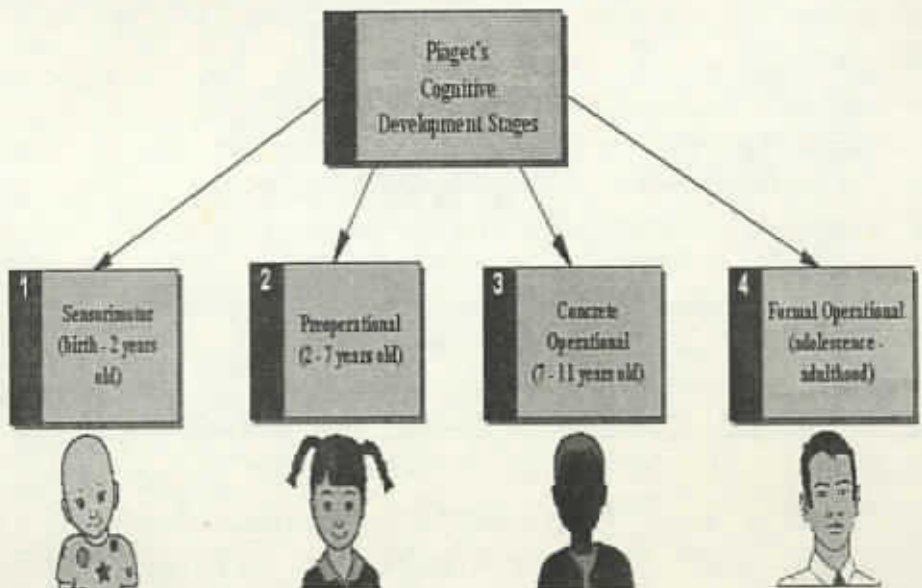 Piaget's
Cognitive
Development Stages
1
Sensorimotor
(birth - 2 years
old)
2
Preoperational
(2 - 7 years old)
3
Concrete
Operational
(7 - 11 years old)
4
Formal Operational
(adolescence -
adulthood)